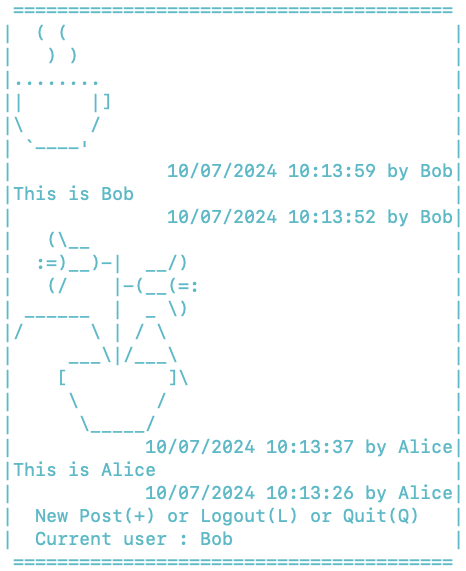 ========================================
|  ( (                                   |
|   ) )                                  |
|........                                |
||      |]                               |
|\      /                                |
| `----'                                 |
|              10/07/2024 10:13:59 by Bob|
|This is Bob                             |
|              10/07/2024 10:13:52 by Bob|
|   (\__                                 |
|  :=)__)-|  __/)                        |
|   (/    |-(__(=:                       |
| ______  |  _ \)                        |
|/      \ | / \                          |
|     ___\|/___\                         |
|    [         ]\                        |
|     \       /                          |
|      \_____/                           |
|            10/07/2024 10:13:37 by Alice|
|This is Alice                           |
|            10/07/2024 10:13:26 by Alice|
|  New Post(+) or Logout(L) or Quit(Q)   |
|  Current user : Bob                    |
========================================